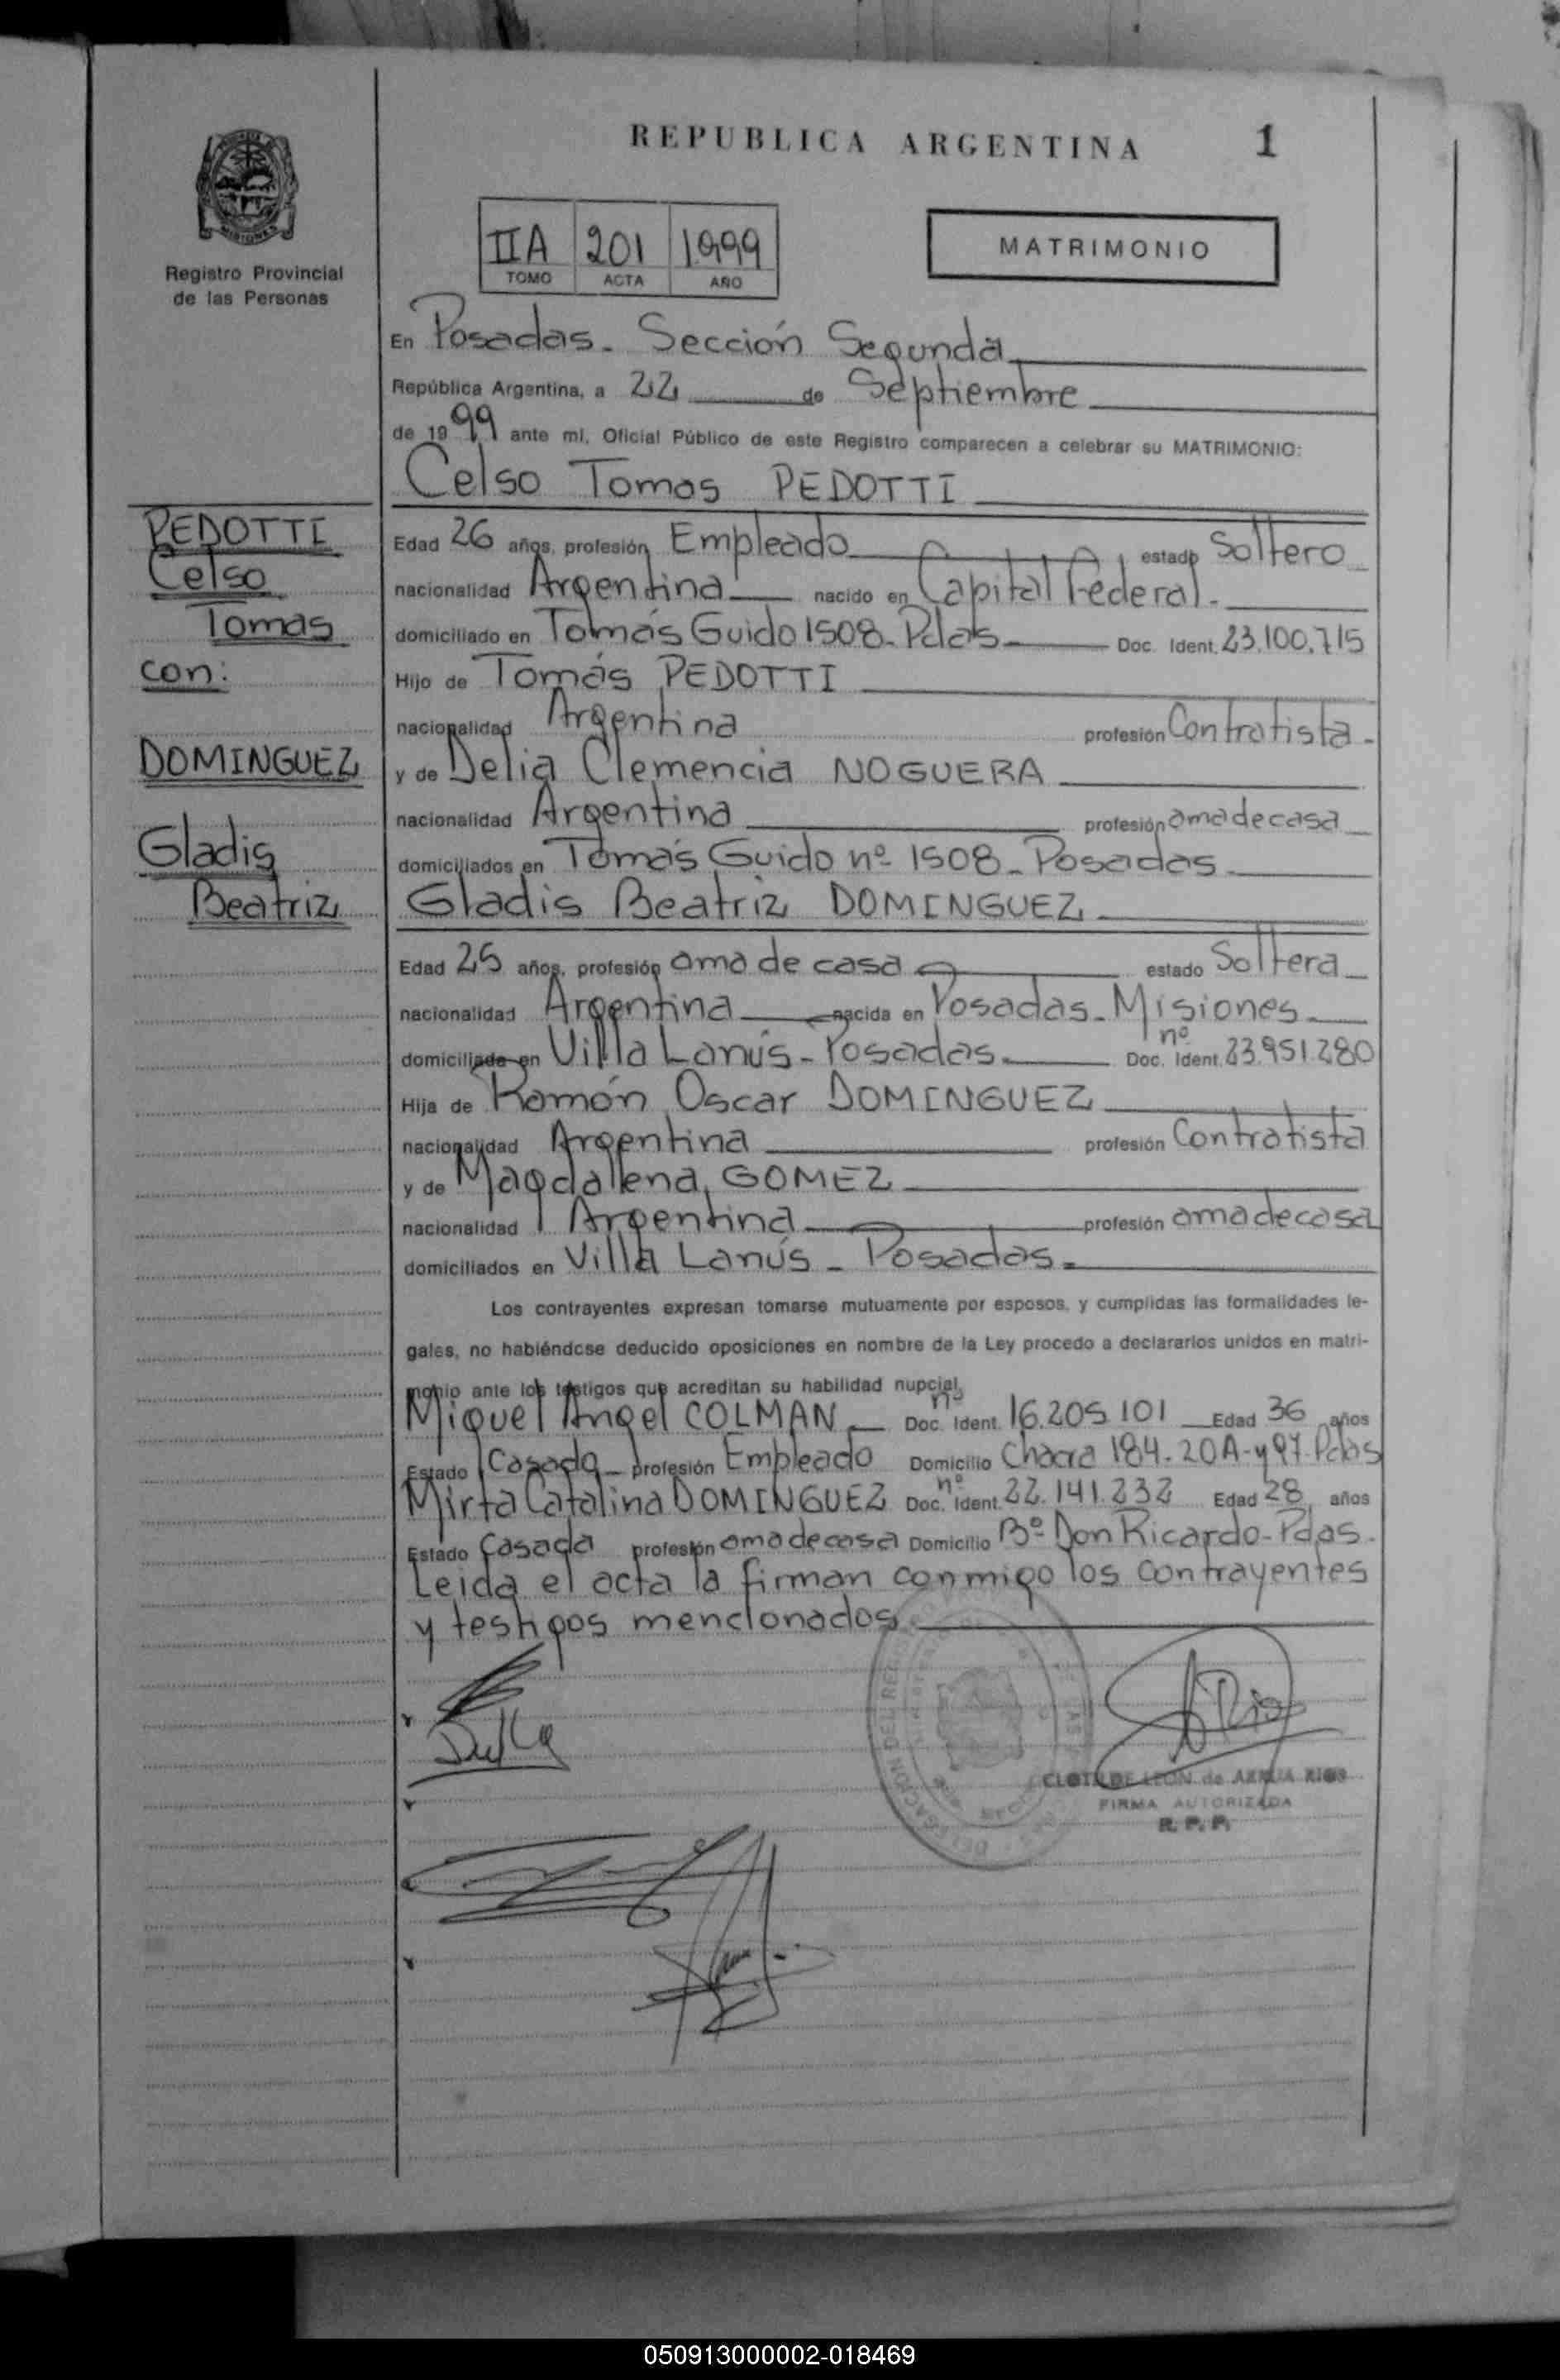 REPUBLICA ARGENTINA 1
MISIONES
Registro Provincial
de las Personas
IIA 201 1999
TOMO ACTA AÑO
MATRIMONIO
En Posadas - Sección Segunda
República Argentina, a 22 de Septiembre
de 1999 ante mi, Oficial Público de este Registro comparecen a celebrar su MATRIMONIO:
Celso Tomas PEDOTTI
PEDOTTI
Celso
Tomas
con:
DOMINGUEZ
Gladis
Beatriz
Edad 26 años, profesión Empleado estado Soltero
nacionalidad Argentina nacido en Capital Federal.
domiciliado en Tomás Guido 1508 - Pdas Doc. Ident. 23.100.715
Hijo de Tomás PEDOTTI
nacionalidad Argentina profesión Contratista
y de Delia Clemencia NOGUERA
nacionalidad Argentina profesión ama de casa
domiciliados en Tomás Guido nº 1508 - Posadas
Gladis Beatriz DOMINGUEZ
Edad 25 años, profesión ama de casa estado Soltera
nacionalidad Argentina nacida en Posadas - Misiones
domiciliada en Villa Lanús - Posadas Doc. Ident. nº 23.951.280
Hija de Ramón Oscar DOMINGUEZ
nacionalidad Argentina profesión Contratista
y de Magdalena GOMEZ
nacionalidad Argentina profesión ama de casa
domiciliados en Villa Lanús - Posadas
Los contrayentes expresan tomarse mutuamente por esposos, y cumplidas las formalidades le-
gales, no habiéndose deducido oposiciones en nombre de la Ley procedo a declararlos unidos en matri-
monio ante los testigos que acreditan su habilidad nupcial,
Miguel Angel COLMAN Doc. Ident. nº 16.205.101 Edad 36 años
Estado Casado profesión Empleado Domicilio Chacra 184 - 20A - y 97 Pdas
Mirta Catalina DOMINGUEZ Doc. Ident. nº 22.141.232 Edad 28 años
Estado Casada profesión ama de casa Domicilio Bº Don Ricardo - Pdas.
Leida el acta la firman conmigo los contrayentes
y testigos mencionados
CLOTILDE LEON de
FIRMA AUTORIZADA
R. P. P.
050913000002-018469